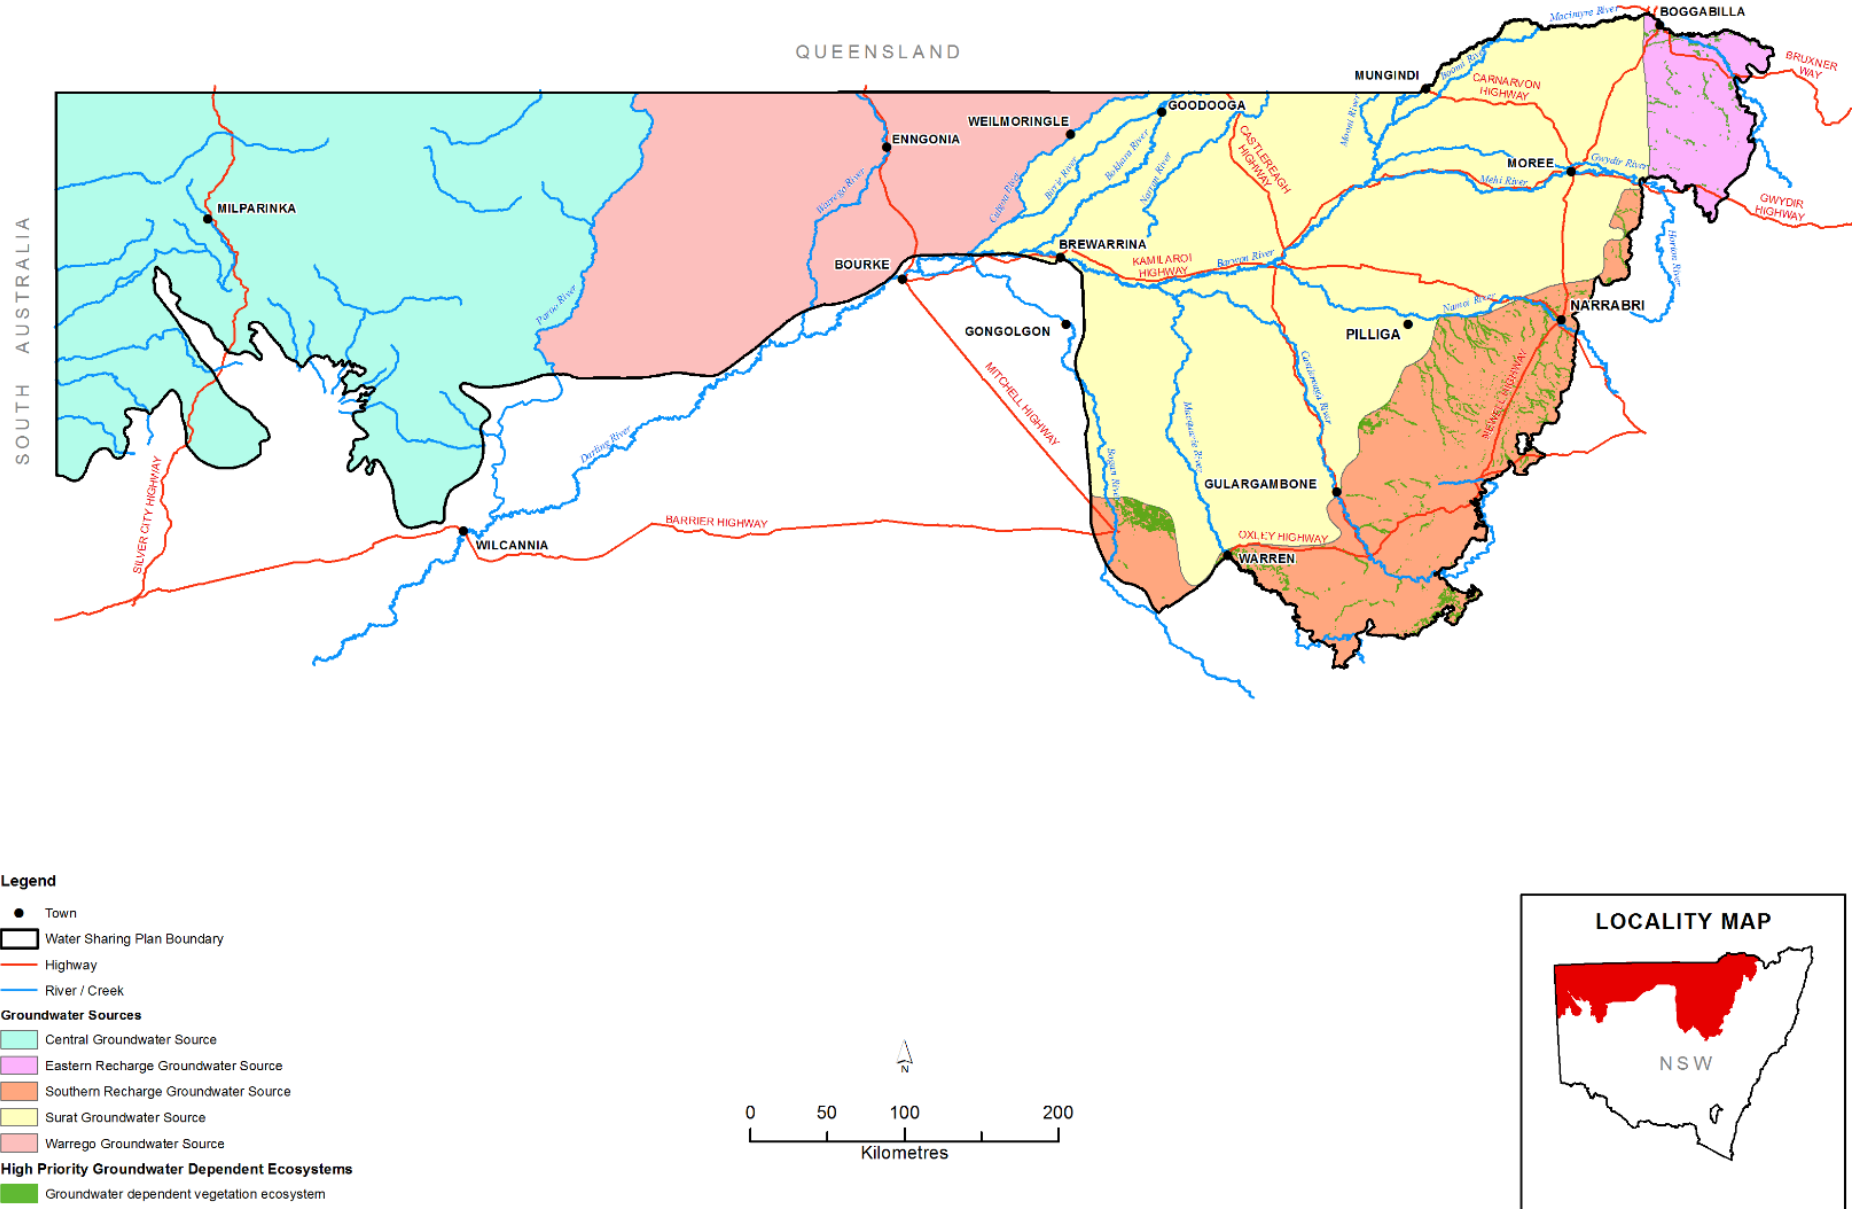 QUEENSLAND
BOGGABILLA
Macintyre River
BRUXNER
WAY
MUNGINDI
Boomi River
CARNARVON
HIGHWAY
GOODOOGA
WEILMORINGLE
ENNGONIA
CASTLEREAGH
HIGHWAY
Mooni River
MOREE
Gwydir River
Mehi River
Warrego River
Culgoa River
Birrie River
Bokhara River
Narran River
GWYDIR
HIGHWAY
MILPARINKA
SOUTH AUSTRALIA
BREWARRINA
BOURKE
KAMILAROI
HIGHWAY
Barwon River
Horton River
Paroo River
Namoi River
NARRABRI
GONGOLGON
PILLIGA
MITCHELL HIGHWAY
Castlereagh River
NEWELL HIGHWAY
Macquarie River
Darling River
Bogan River
SILVER CITY HIGHWAY
GULARGAMBONE
BARRIER HIGHWAY
WILCANNIA
OXLEY HIGHWAY
WARREN
Legend
Town
Water Sharing Plan Boundary
Highway
River / Creek
Groundwater Sources
Central Groundwater Source
Eastern Recharge Groundwater Source
Southern Recharge Groundwater Source
Surat Groundwater Source
Warrego Groundwater Source
High Priority Groundwater Dependent Ecosystems
Groundwater dependent vegetation ecosystem
N
0 50 100 200
Kilometres
LOCALITY MAP
NSW